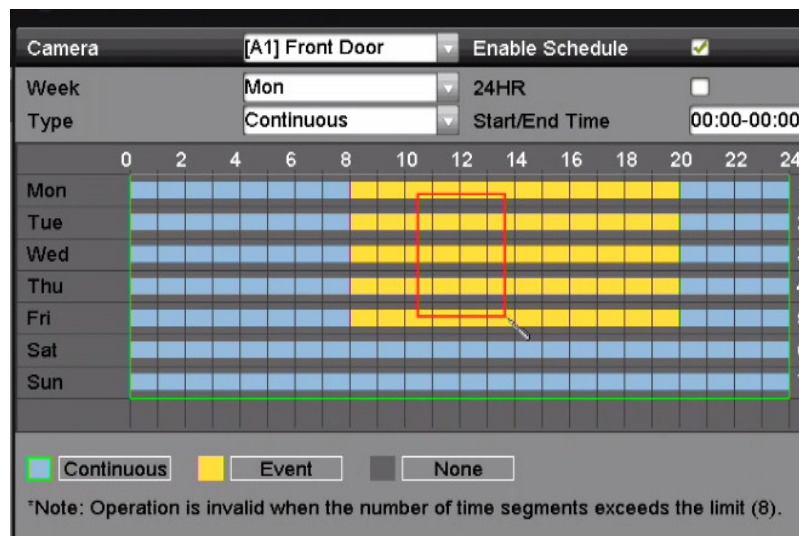 Camera [A1] Front Door Enable Schedule
Week Mon 24HR
Type Continuous Start/End Time 00:00-00:00
0 2 4 6 8 10 12 14 16 18 20 22 24
Mon
Tue
Wed
Thu
Fri
Sat
Sun
Continuous Event None
*Note: Operation is invalid when the number of time segments exceeds the limit (8).